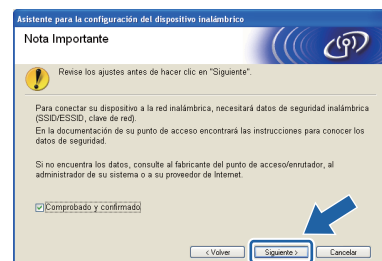 Asistente para la configuración del dispositivo inalámbrico
Nota Importante
Revise los ajustes antes de hacer clic en "Siguiente".
Para conectar su dispositivo a la red inalámbrica, necesitará datos de seguridad inalámbrica
(SSID/ESSID, clave de red).
En la documentación de su punto de acceso encontrará las instrucciones para conocer los
datos de seguridad.
Si no encuentra los datos, consulte al fabricante del punto de acceso/enrutador, al
administrador de su sistema o a su proveedor de Internet.
Comprobado y confirmado
< Volver
Siguiente >
Cancelar